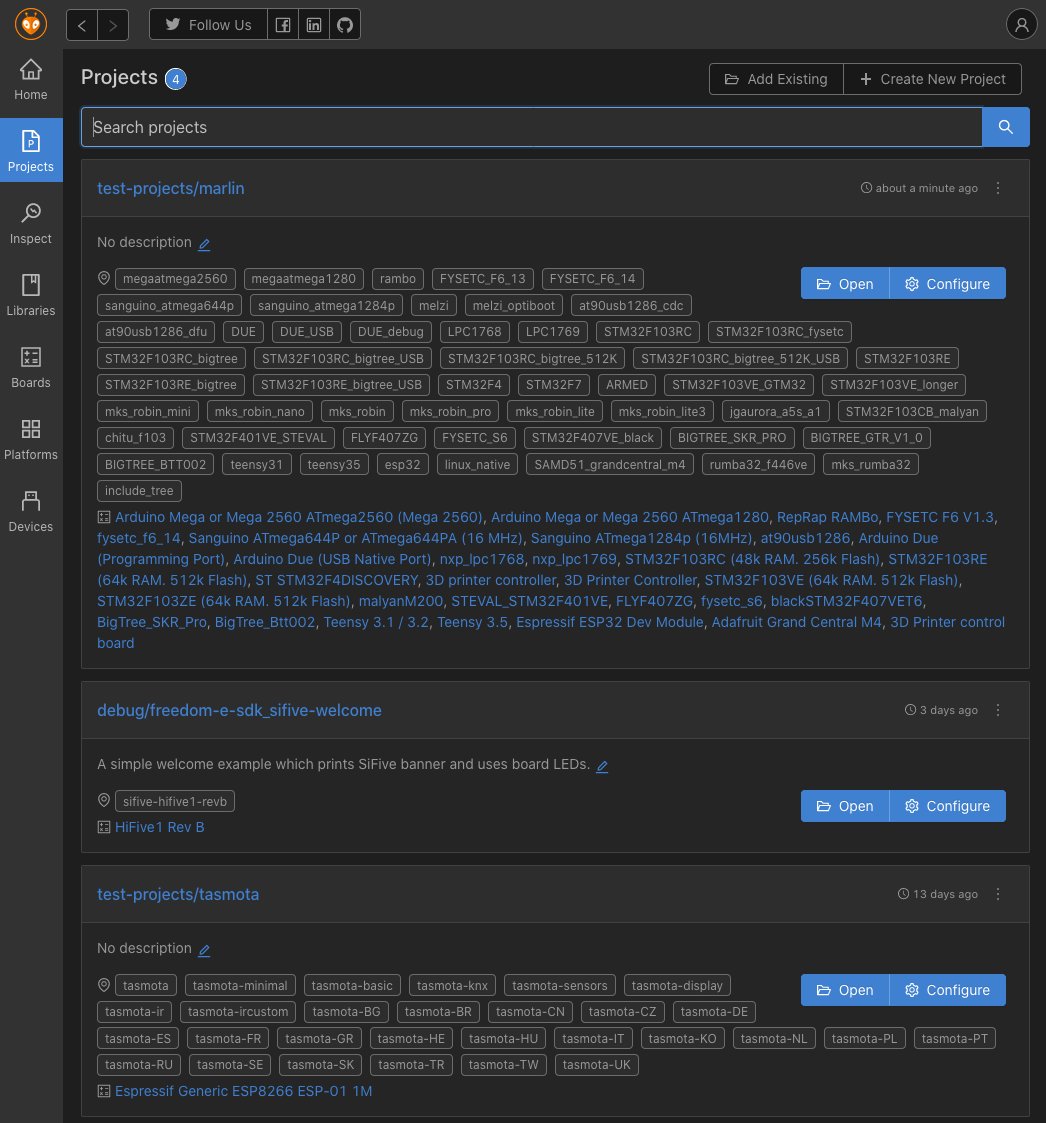 Follow Us
Home
Projects
Inspect
Libraries
Boards
Platforms
Devices
Projects 4
Add Existing
Create New Project
Search projects
test-projects/marlin
about a minute ago
No description
megaatmega2560 megaatmega1280 rambo FYSETC_F6_13 FYSETC_F6_14
sanguino_atmega644p sanguino_atmega1284p melzi melzi_optiboot at90usb1286_cdc
at90usb1286_dfu DUE DUE_USB DUE_debug LPC1768 LPC1769 STM32F103RC STM32F103RC_fysetc
STM32F103RC_bigtree STM32F103RC_bigtree_USB STM32F103RC_bigtree_512K STM32F103RC_bigtree_512K_USB STM32F103RE
STM32F103RE_bigtree STM32F103RE_bigtree_USB STM32F4 STM32F7 ARMED STM32F103VE_GTM32 STM32F103VE_longer
mks_robin_mini mks_robin_nano mks_robin mks_robin_pro mks_robin_lite mks_robin_lite3 jgaurora_a5s_a1 STM32F103CB_malyan
chitu_f103 STM32F401VE_STEVAL FLYF407ZG FYSETC_S6 STM32F407VE_black BIGTREE_SKR_PRO BIGTREE_GTR_V1_0
BIGTREE_BTT002 teensy31 teensy35 esp32 linux_native SAMD51_grandcentral_m4 rumba32_f446ve mks_rumba32
include_tree
Open
Configure
Arduino Mega or Mega 2560 ATmega2560 (Mega 2560), Arduino Mega or Mega 2560 ATmega1280, RepRap RAMBo, FYSETC F6 V1.3,
fysetc_f6_14, Sanguino ATmega644P or ATmega644PA (16 MHz), Sanguino ATmega1284p (16MHz), at90usb1286, Arduino Due
(Programming Port), Arduino Due (USB Native Port), nxp_lpc1768, nxp_lpc1769, STM32F103RC (48k RAM. 256k Flash), STM32F103RE
(64k RAM. 512k Flash), ST STM32F4DISCOVERY, 3D printer controller, 3D Printer Controller, STM32F103VE (64k RAM. 512k Flash),
STM32F103ZE (64k RAM. 512k Flash), malyanM200, STEVAL_STM32F401VE, FLYF407ZG, fysetc_s6, blackSTM32F407VET6,
BigTree_SKR_Pro, BigTree_Btt002, Teensy 3.1 / 3.2, Teensy 3.5, Espressif ESP32 Dev Module, Adafruit Grand Central M4, 3D Printer control
board
debug/freedom-e-sdk_sifive-welcome
3 days ago
A simple welcome example which prints SiFive banner and uses board LEDs.
sifive-hifive1-revb
Open
Configure
HiFive1 Rev B
test-projects/tasmota
13 days ago
No description
tasmota tasmota-minimal tasmota-basic tasmota-knx tasmota-sensors tasmota-display
tasmota-ir tasmota-ircustom tasmota-BG tasmota-BR tasmota-CN tasmota-CZ tasmota-DE
tasmota-ES tasmota-FR tasmota-GR tasmota-HE tasmota-HU tasmota-IT tasmota-KO tasmota-NL tasmota-PL tasmota-PT
tasmota-RU tasmota-SE tasmota-SK tasmota-TR tasmota-TW tasmota-UK
Open
Configure
Espressif Generic ESP8266 ESP-01 1M